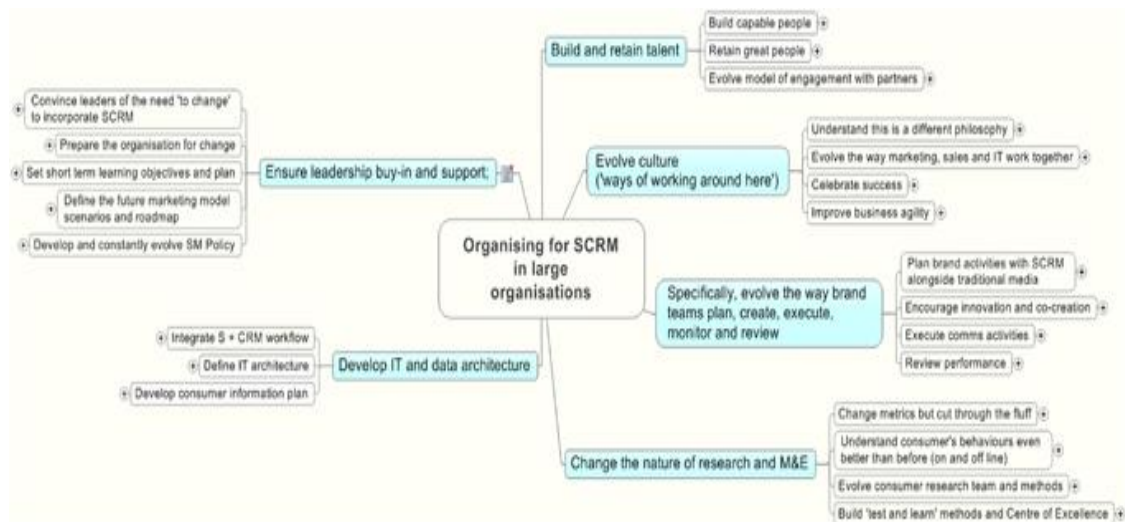 Organising for SCRM
in large
organisations
Build and retain talent
Build capable people
Retain great people
Evolve model of engagement with partners
Evolve culture
('ways of working around here')
Understand this is a different philosophy
Evolve the way marketing, sales and IT work together
Celebrate success
Improve business agility
Specifically, evolve the way brand
teams plan, create, execute,
monitor and review
Plan brand activities with SCRM
alongside traditional media
Encourage innovation and co-creation
Execute comms activities
Review performance
Change the nature of research and M&E
Change metrics but cut through the fluff
Understand consumer's behaviours even
better than before (on and off line)
Evolve consumer research team and methods
Build 'test and learn' methods and Centre of Excellence
Develop IT and data architecture
Integrate S + CRM workflow
Define IT architecture
Develop consumer information plan
Ensure leadership buy-in and support;
Convince leaders of the need 'to change'
to incorporate SCRM
Prepare the organisation for change
Set short term learning objectives and plan
Define the future marketing model
scenarios and roadmap
Develop and constantly evolve SM Policy